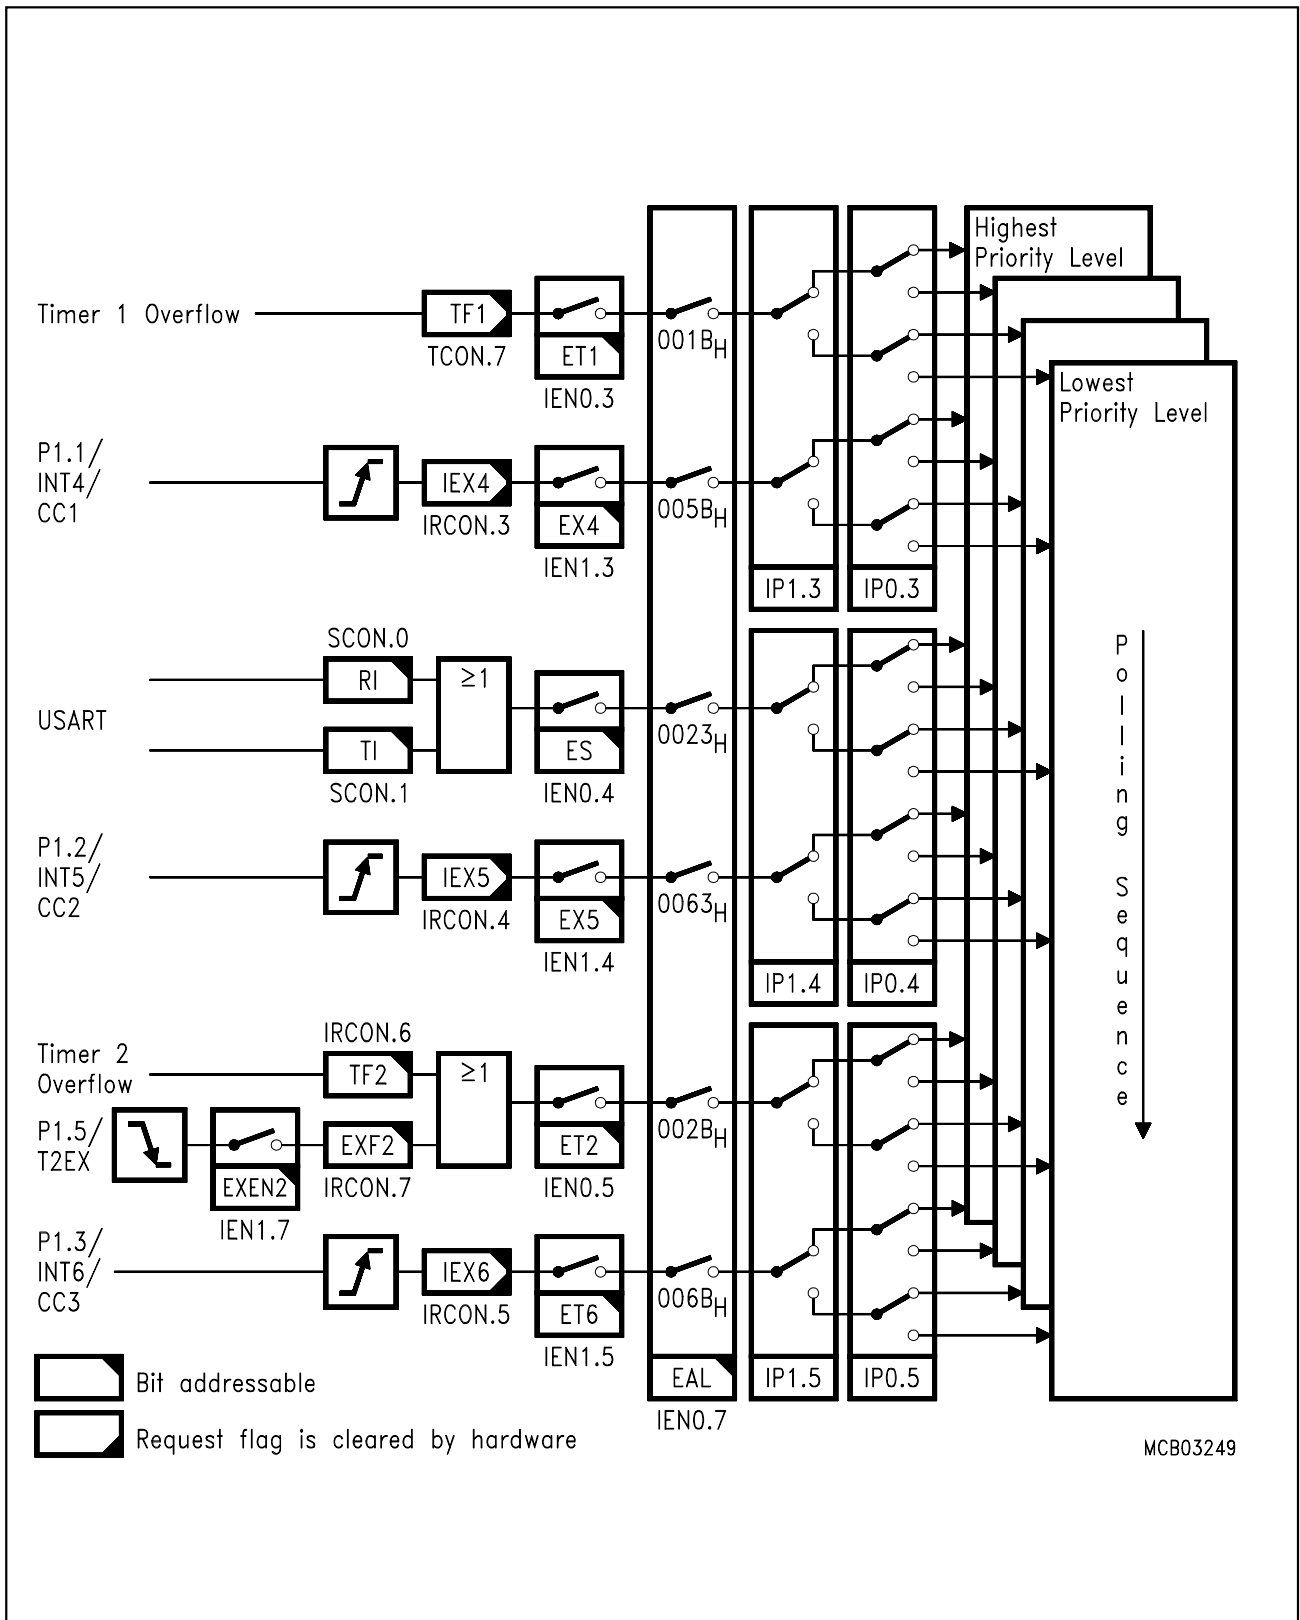 Highest
Priority Level
Timer 1 Overflow
TF1
TCON.7
ET1
IEN0.3
001BH
Lowest
Priority Level
P1.1/
INT4/
CC1
IEX4
IRCON.3
EX4
IEN1.3
005BH
IP1.3
IP0.3
SCON.0
RI
USART
TI
SCON.1
≥1
ES
IEN0.4
0023H
P1.2/
INT5/
CC2
IEX5
IRCON.4
EX5
IEN1.4
0063H
IP1.4
IP0.4
Polling Sequence
Timer 2
Overflow
IRCON.6
TF2
≥1
P1.5/
T2EX
EXEN2
IEN1.7
EXF2
IRCON.7
ET2
IEN0.5
002BH
P1.3/
INT6/
CC3
IEX6
IRCON.5
ET6
IEN1.5
006BH
EAL
IEN0.7
IP1.5
IP0.5
Bit addressable
Request flag is cleared by hardware
MCB03249